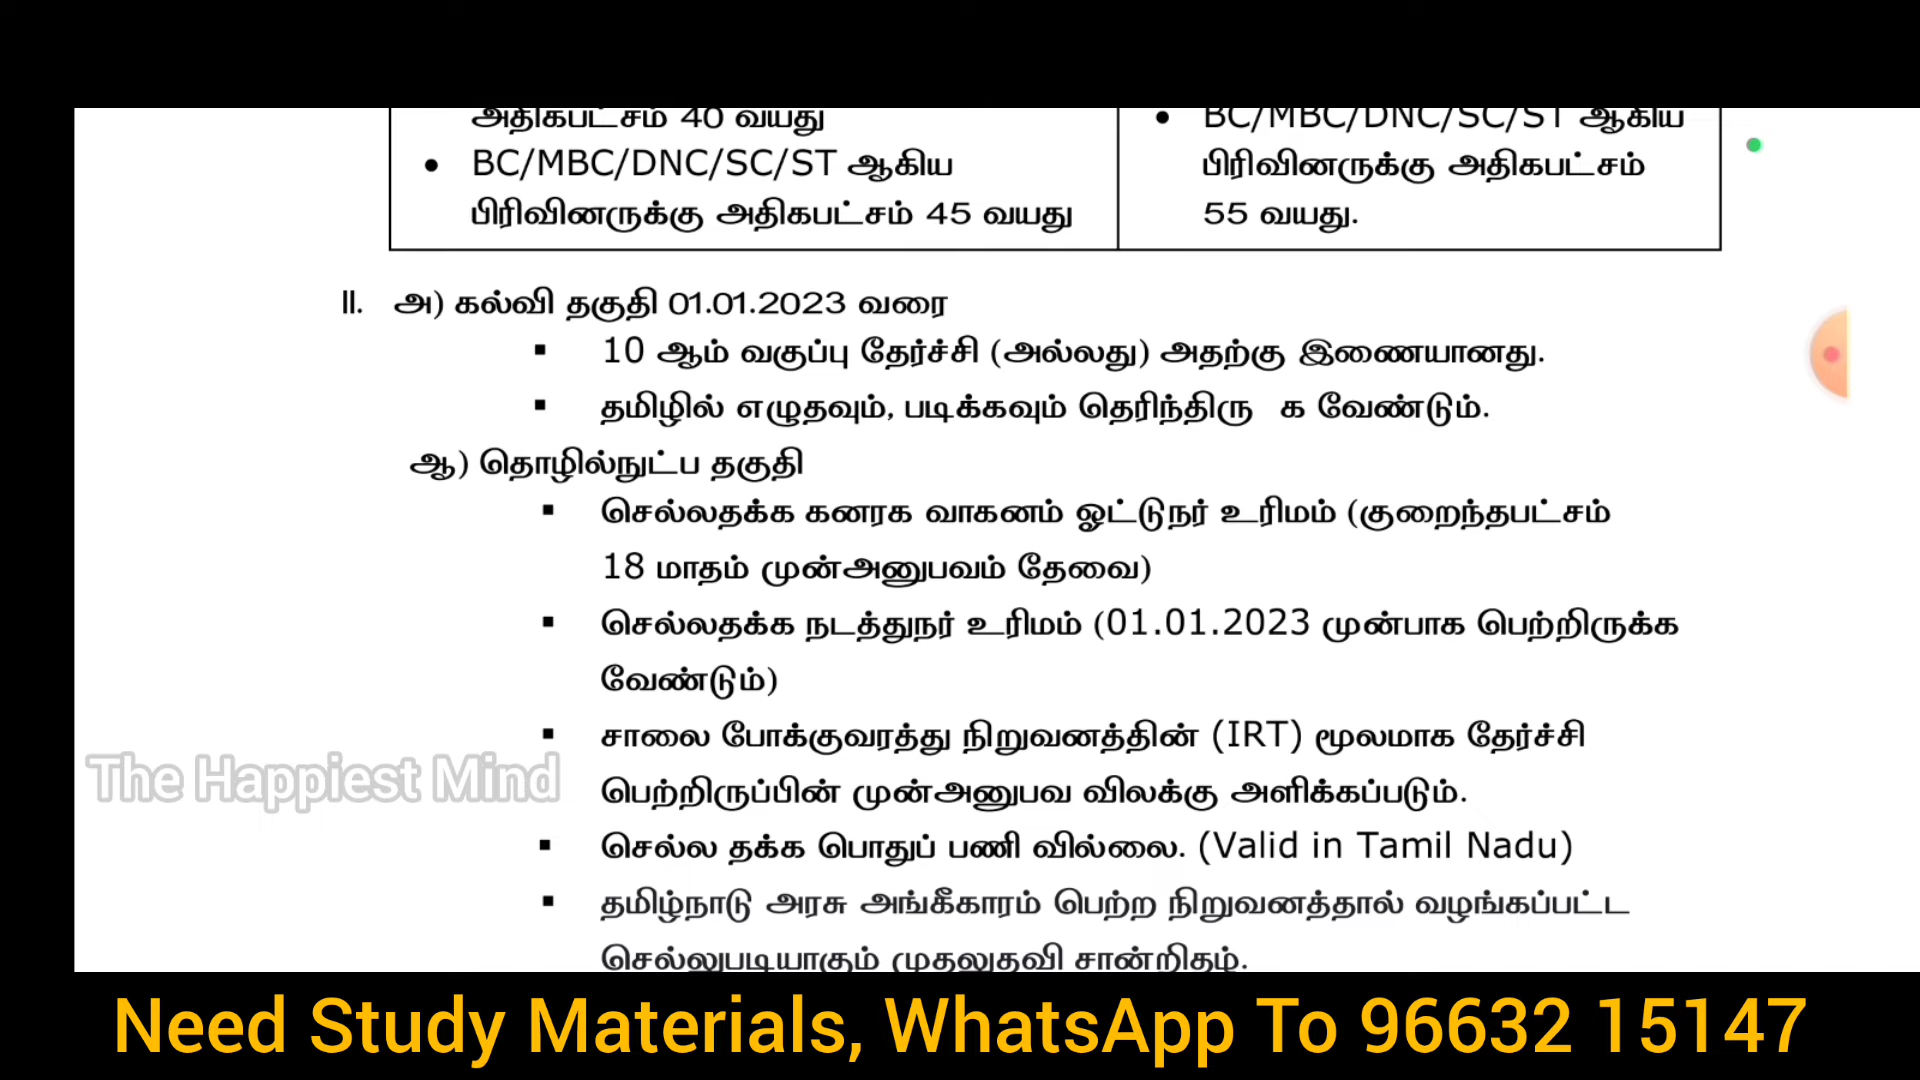 அதிகபட்சம் 40 வயது
BC/MBC/DNC/SC/ST ஆகிய
பிரிவினருக்கு அதிகபட்சம் 45 வயது
BC/MBC/DNC/SC/ST ஆகிய
பிரிவினருக்கு அதிகபட்சம்
55 வயது.
II. அ) கல்வி தகுதி 01.01.2023 வரை
10 ஆம் வகுப்பு தேர்ச்சி (அல்லது) அதற்கு இணையானது.
தமிழில் எழுதவும், படிக்கவும் தெரிந்திரு க வேண்டும்.
ஆ) தொழில்நுட்ப தகுதி
செல்லதக்க கனரக வாகனம் ஓட்டுநர் உரிமம் (குறைந்தபட்சம்
18 மாதம் முன்அனுபவம் தேவை)
செல்லதக்க நடத்துநர் உரிமம் (01.01.2023 முன்பாக பெற்றிருக்க
வேண்டும்)
சாலை போக்குவரத்து நிறுவனத்தின் (IRT) மூலமாக தேர்ச்சி
பெற்றிருப்பின் முன்அனுபவ விலக்கு அளிக்கப்படும்.
செல்ல தக்க பொதுப் பணி வில்லை. (Valid in Tamil Nadu)
தமிழ்நாடு அரசு அங்கீகாரம் பெற்ற நிறுவனத்தால் வழங்கப்பட்ட
செல்லுபடியாகும் முதலுதவி சான்றிதழ்.
The Happiest Mind
Need Study Materials, WhatsApp To 96632 15147